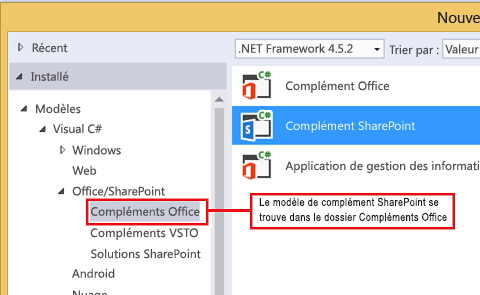 Nouve
Récent
.NET Framework 4.5.2
Trier par :
Valeur
Installé
Modèles
Visual C#
Windows
Web
Office/SharePoint
Compléments Office
Compléments VSTO
Solutions SharePoint
Android
Nuage
C#
Complément Office
C#
Complément SharePoint
C#
Application de gestion des informati
Le modèle de complément SharePoint se
trouve dans le dossier Compléments Office